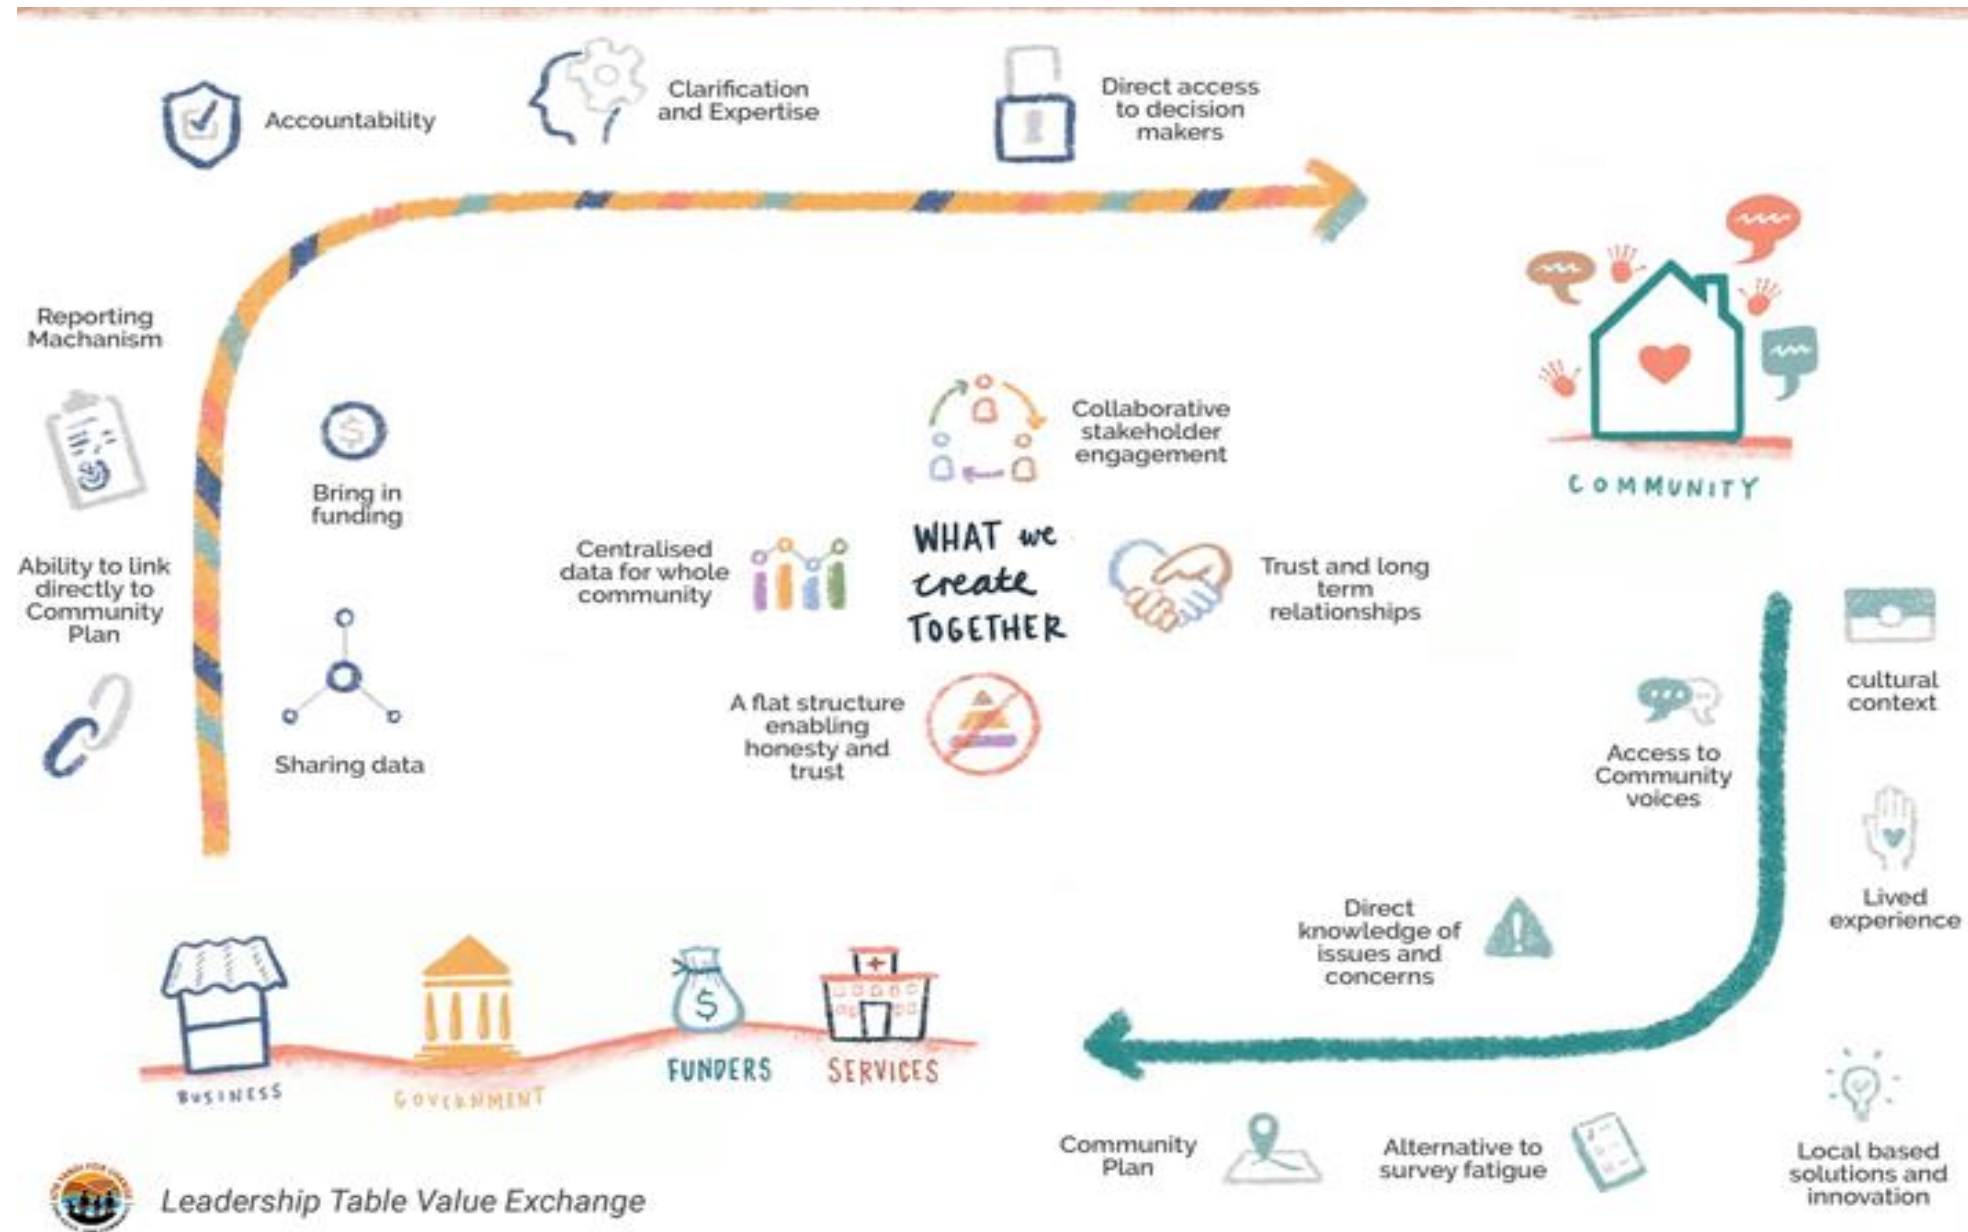 Accountability
Clarification
and Expertise
Direct access
to decision
makers
Reporting
Machanism
Bring in
funding
Ability to link
directly to
Community
Plan
Sharing data
Collaborative
stakeholder
engagement
Centralised
data for whole
community
WHAT we
create
TOGETHER
Trust and long
term
relationships
A flat structure
enabling
honesty and
trust
COMMUNITY
cultural
context
Access to
Community
voices
Lived
experience
Direct
knowledge of
issues and
concerns
Local based
solutions and
innovation
Alternative to
survey fatigue
Community
Plan
BUSINESS
GOVERNMENT
FUNDERS
SERVICES
Leadership Table Value Exchange